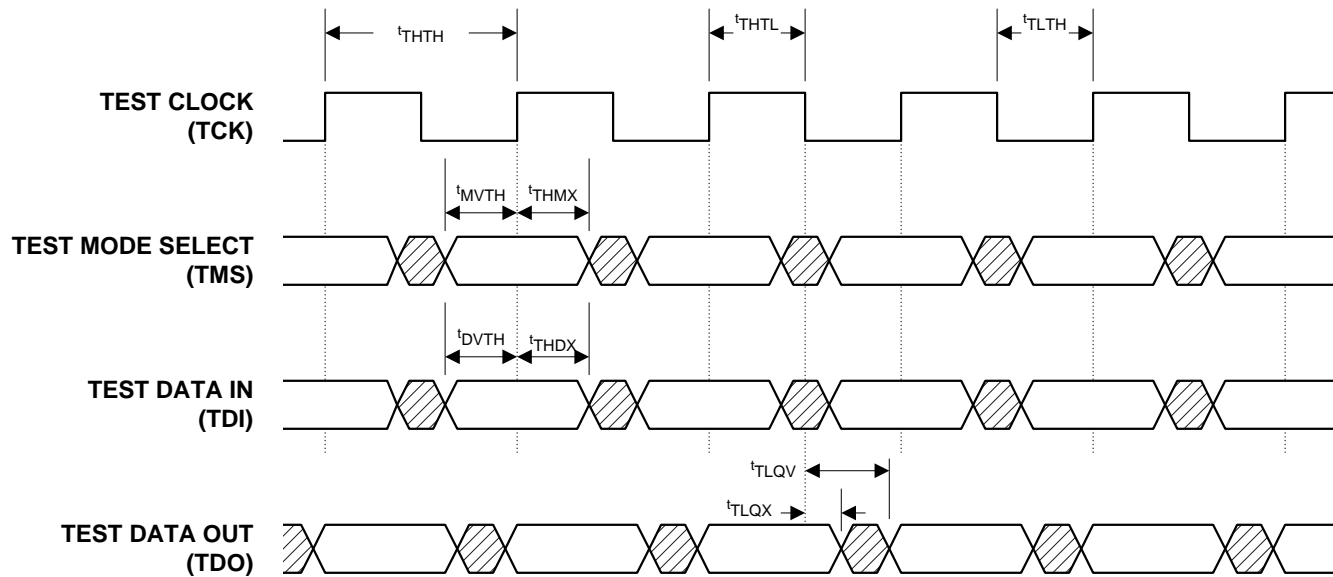 tTHTH
tTHTL
tTLTH
TEST CLOCK
(TCK)
tMVTH
tTHMX
TEST MODE SELECT
(TMS)
tDVTH
tTHDX
TEST DATA IN
(TDI)
tTLQV
tTLQX
TEST DATA OUT
(TDO)